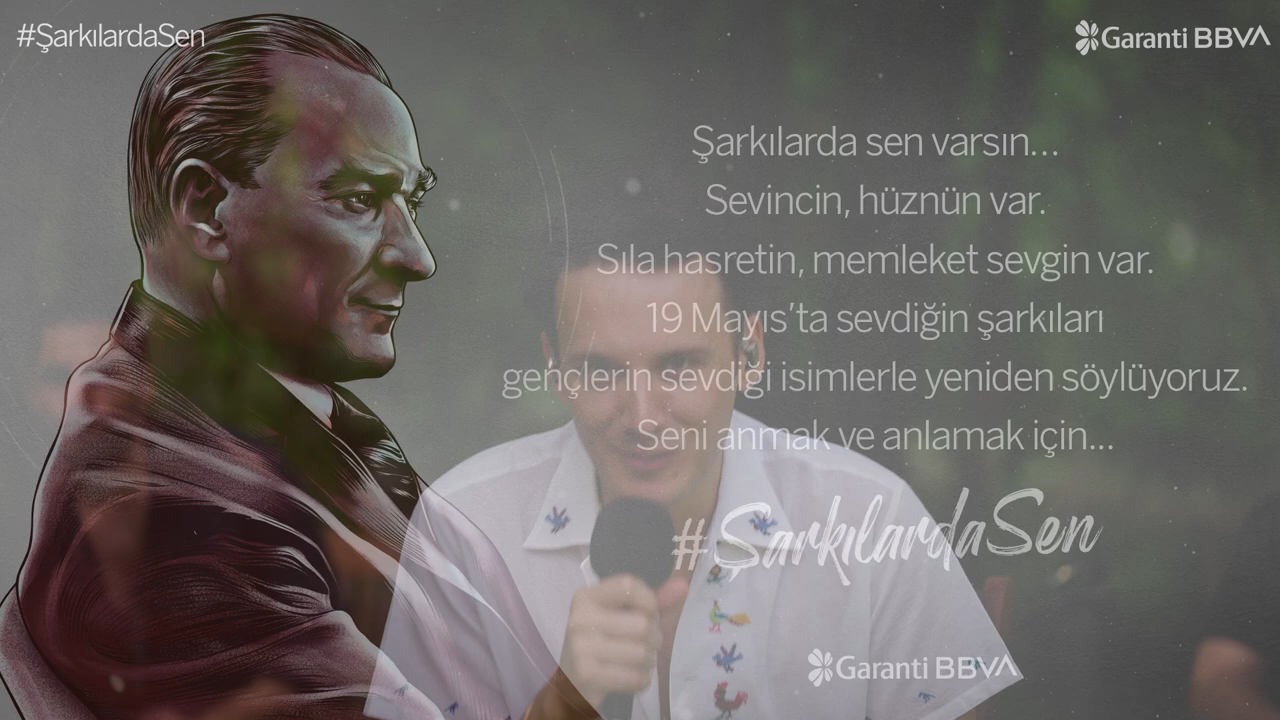 #ŞarkılardaSen
Garanti BBVA
Şarkılarda sen varsın...
Sevincin, hüznün var.
Sıla hasretin, memleket sevgin var.
19 Mayıs'ta sevdiğin şarkıları
gençlerin sevdiği isimlerle yeniden söylüyoruz.
Seni anmak ve anlamak için...
#ŞarkılardaSen
Garanti BBVA